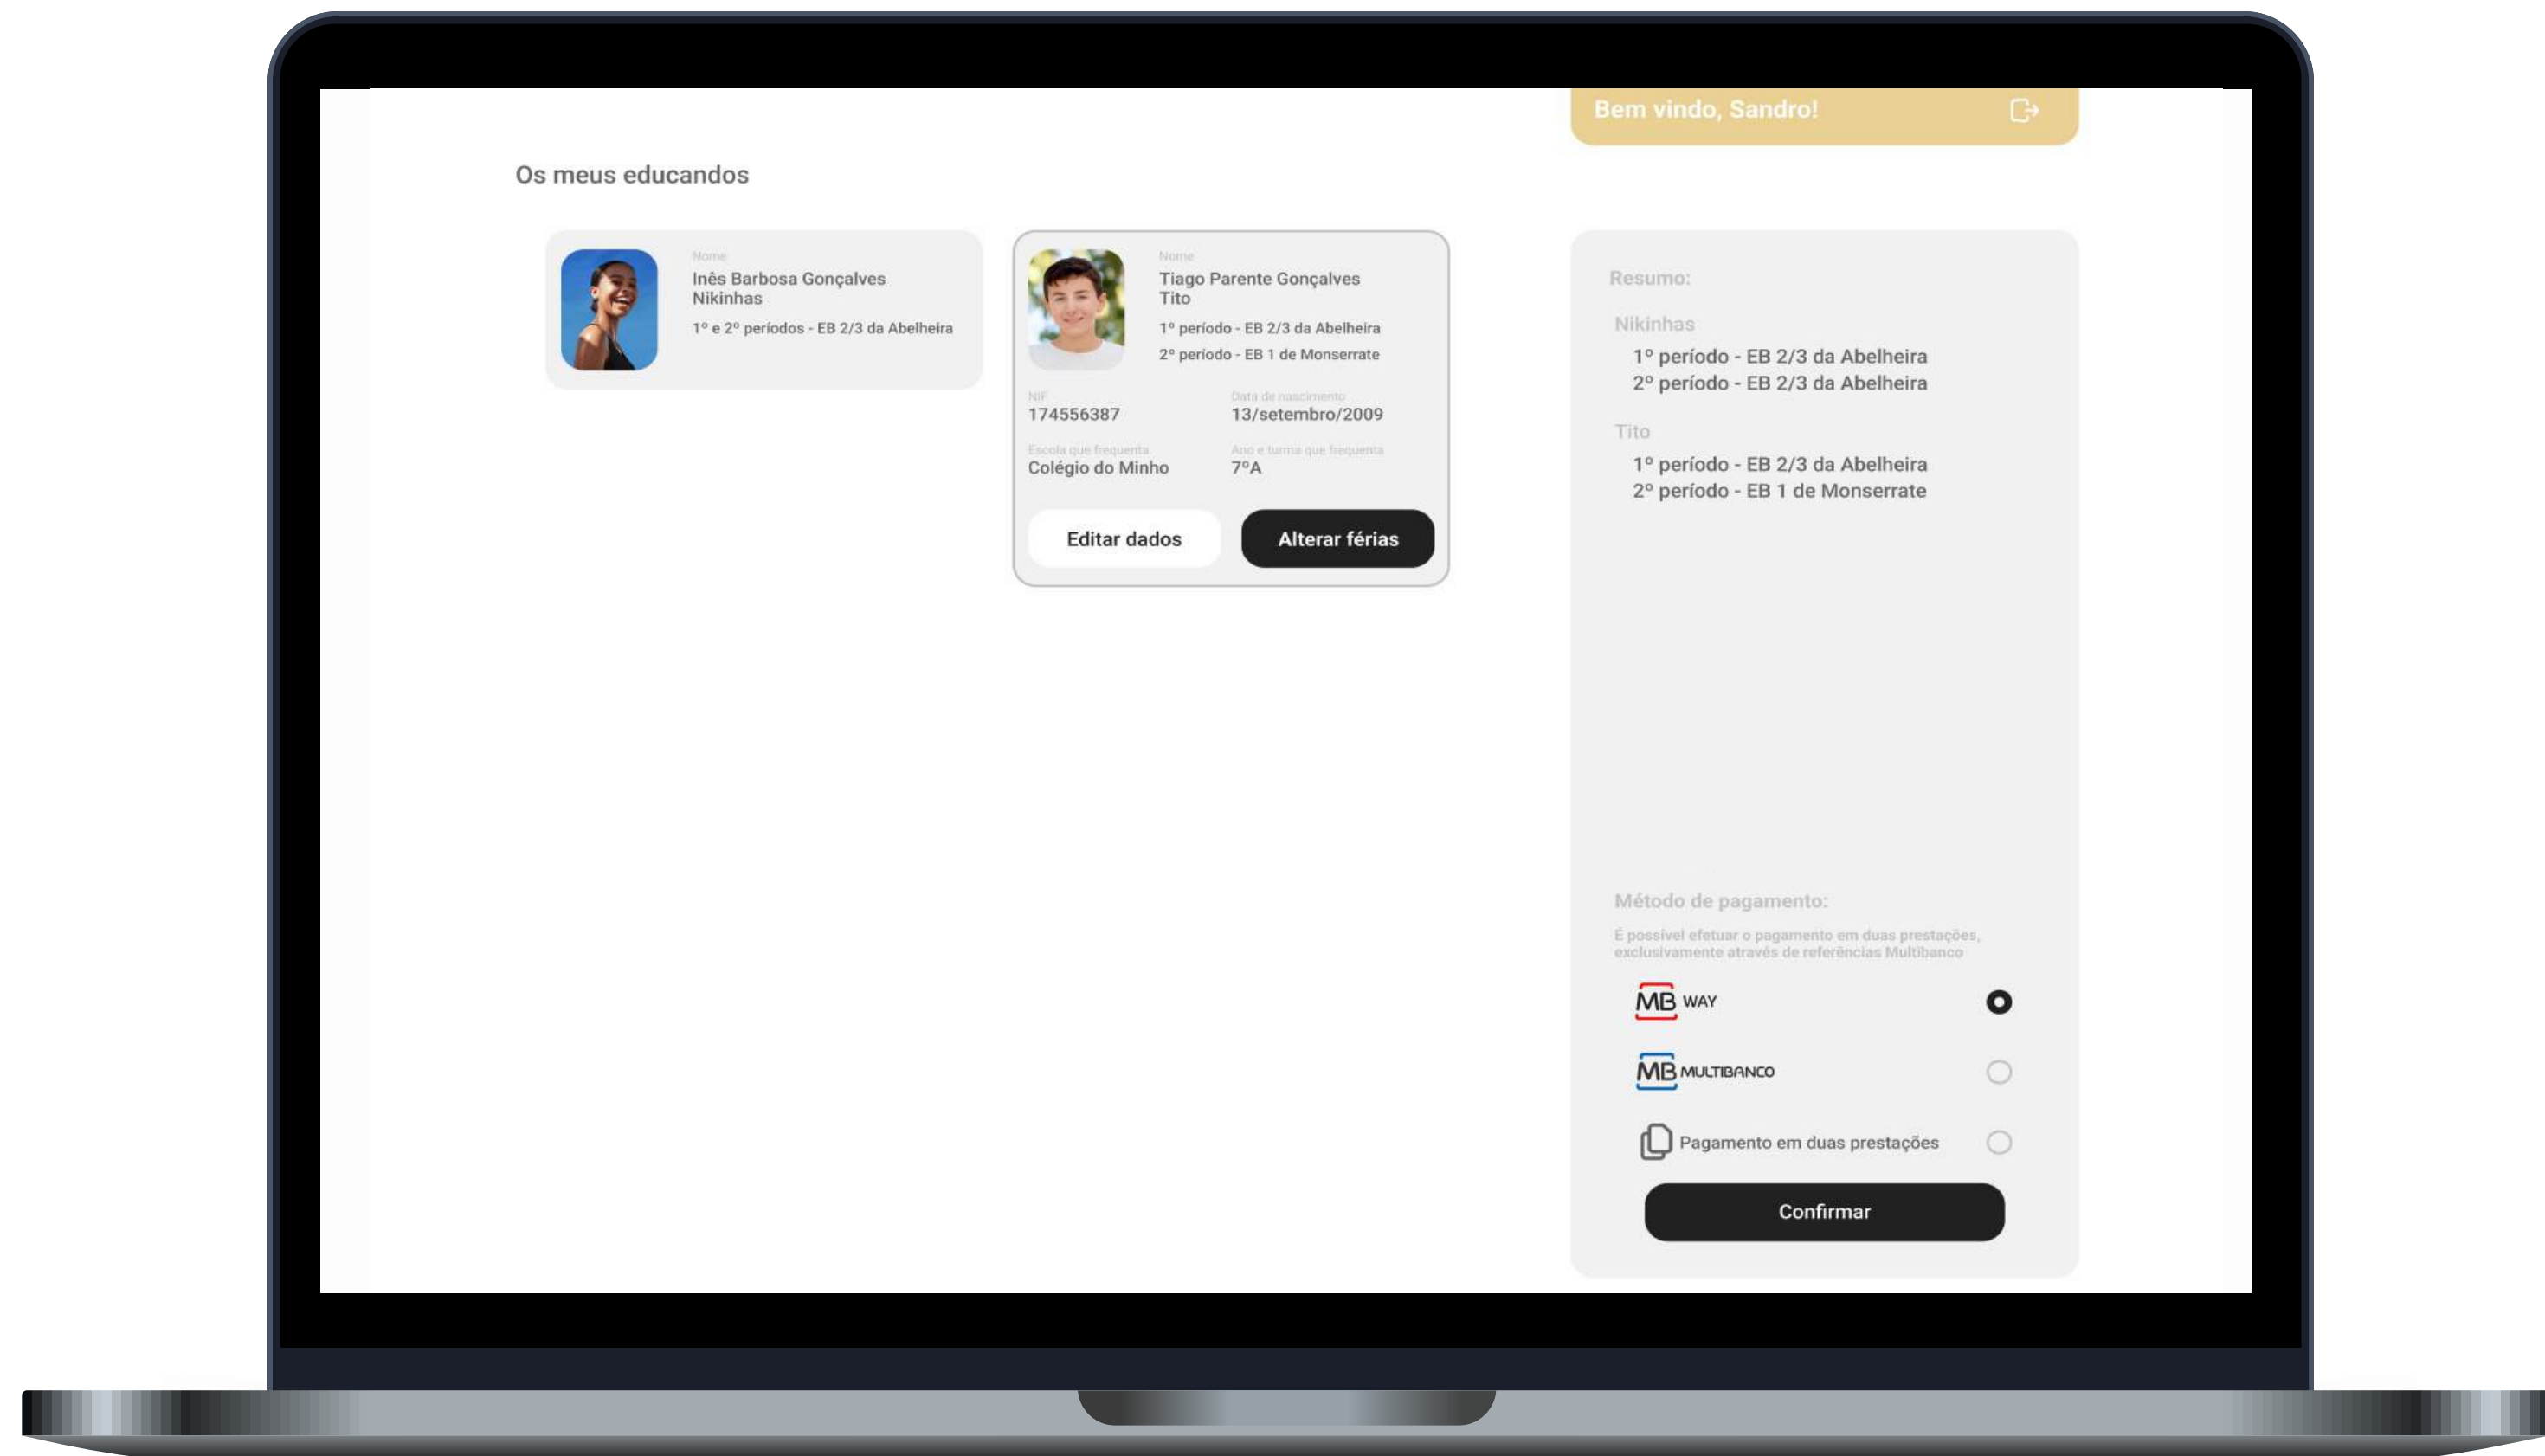 Bem vindo, Sandro!
Os meus educandos
Nome
Inês Barbosa Gonçalves
Nikinhas
1º e 2º períodos - EB 2/3 da Abelheira
Nome
Tiago Parente Gonçalves
Tito
1º período - EB 2/3 da Abelheira
2º período - EB 1 de Monserrate
NIF
174556387
Data de nascimento
13/setembro/2009
Escola que frequenta
Colégio do Minho
Ano e turma que frequenta
7ºA
Editar dados
Alterar férias
Resumo:
Nikinhas
1º período - EB 2/3 da Abelheira
2º período - EB 2/3 da Abelheira
Tito
1º período - EB 2/3 da Abelheira
2º período - EB 1 de Monserrate
Método de pagamento:
É possível efetuar o pagamento em duas prestações,
exclusivamente através de referências Multibanco
MB WAY
MB MULTIBANCO
Pagamento em duas prestações
Confirmar